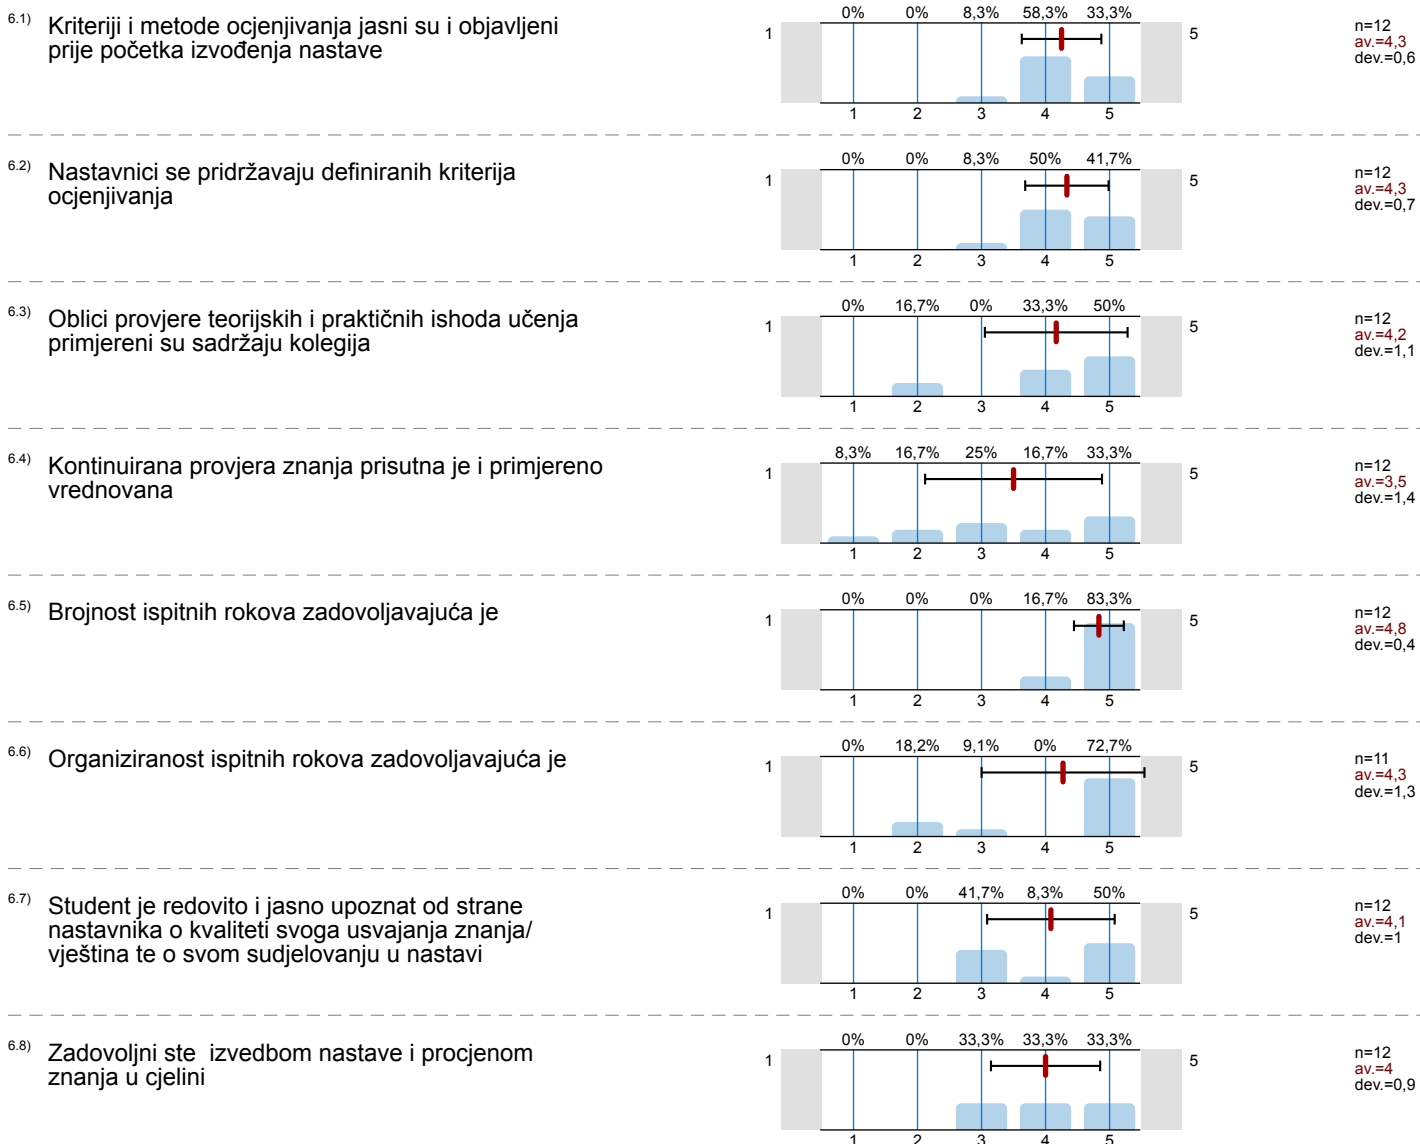 6.1) Kriteriji i metode ocjenjivanja jasni su i objavljeni
prije početka izvođenja nastave
0% 0% 8,3% 58,3% 33,3%
1 5
n=12
av.=4,3
dev.=0,6
1 2 3 4 5
6.2) Nastavnici se pridržavaju definiranih kriterija
ocjenjivanja
0% 0% 8,3% 50% 41,7%
1 5
n=12
av.=4,3
dev.=0,7
1 2 3 4 5
6.3) Oblici provjere teorijskih i praktičnih ishoda učenja
primjereni su sadržaju kolegija
0% 16,7% 0% 33,3% 50%
1 5
n=12
av.=4,2
dev.=1,1
1 2 3 4 5
6.4) Kontinuirana provjera znanja prisutna je i primjereno
vrednovana
8,3% 16,7% 25% 16,7% 33,3%
1 5
n=12
av.=3,5
dev.=1,4
1 2 3 4 5
6.5) Brojnost ispitnih rokova zadovoljavajuća je
0% 0% 0% 16,7% 83,3%
1 5
n=12
av.=4,8
dev.=0,4
1 2 3 4 5
6.6) Organiziranost ispitnih rokova zadovoljavajuća je
0% 18,2% 9,1% 0% 72,7%
1 5
n=11
av.=4,3
dev.=1,3
1 2 3 4 5
6.7) Student je redovito i jasno upoznat od strane
nastavnika o kvaliteti svoga usvajanja znanja/
vještina te o svom sudjelovanju u nastavi
0% 0% 41,7% 8,3% 50%
1 5
n=12
av.=4,1
dev.=1
1 2 3 4 5
6.8) Zadovoljni ste izvedbom nastave i procjenom
znanja u cjelini
0% 0% 33,3% 33,3% 33,3%
1 5
n=12
av.=4
dev.=0,9
1 2 3 4 5